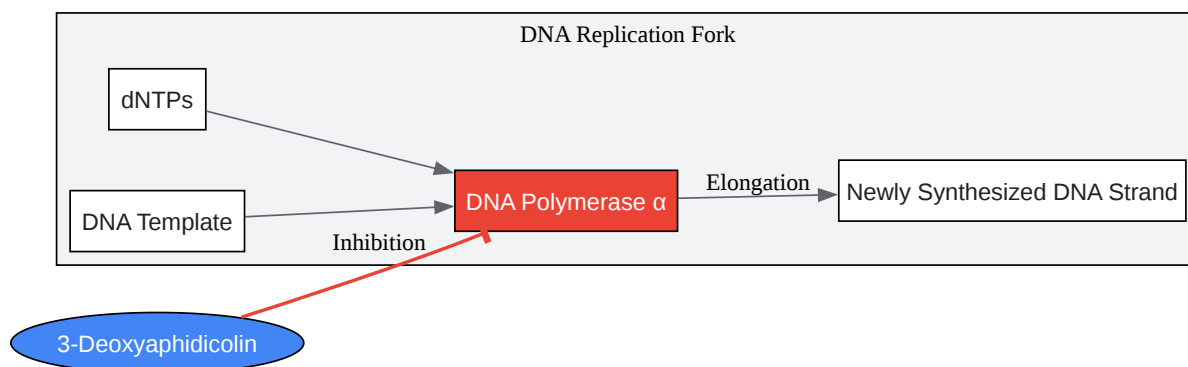 DNA Replication Fork
dNTPs
DNA Template
DNA Polymerase α
Elongation
Newly Synthesized DNA Strand
Inhibition
3-Deoxyaphidicolin